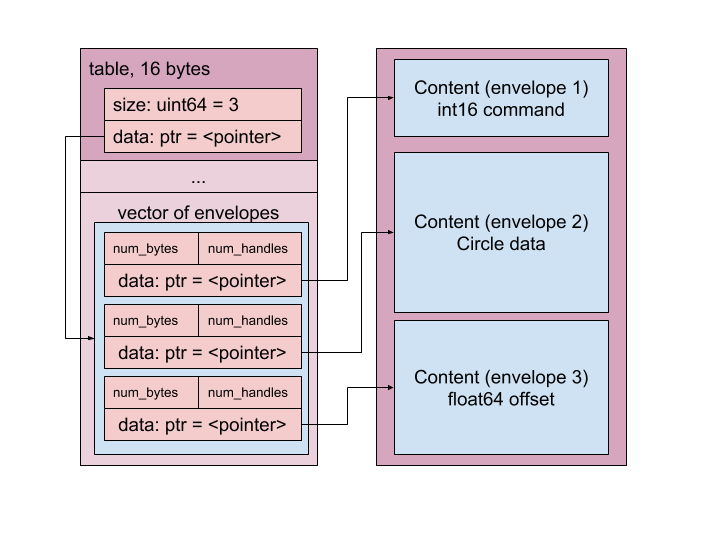 table, 16 bytes
size: uint64 = 3
data: ptr = <pointer>
...
vector of envelopes
num_bytes num_handles
data: ptr = <pointer>
num_bytes num_handles
data: ptr = <pointer>
num_bytes num_handles
data: ptr = <pointer>
Content (envelope 1)
int16 command
Content (envelope 2)
Circle data
Content (envelope 3)
float64 offset